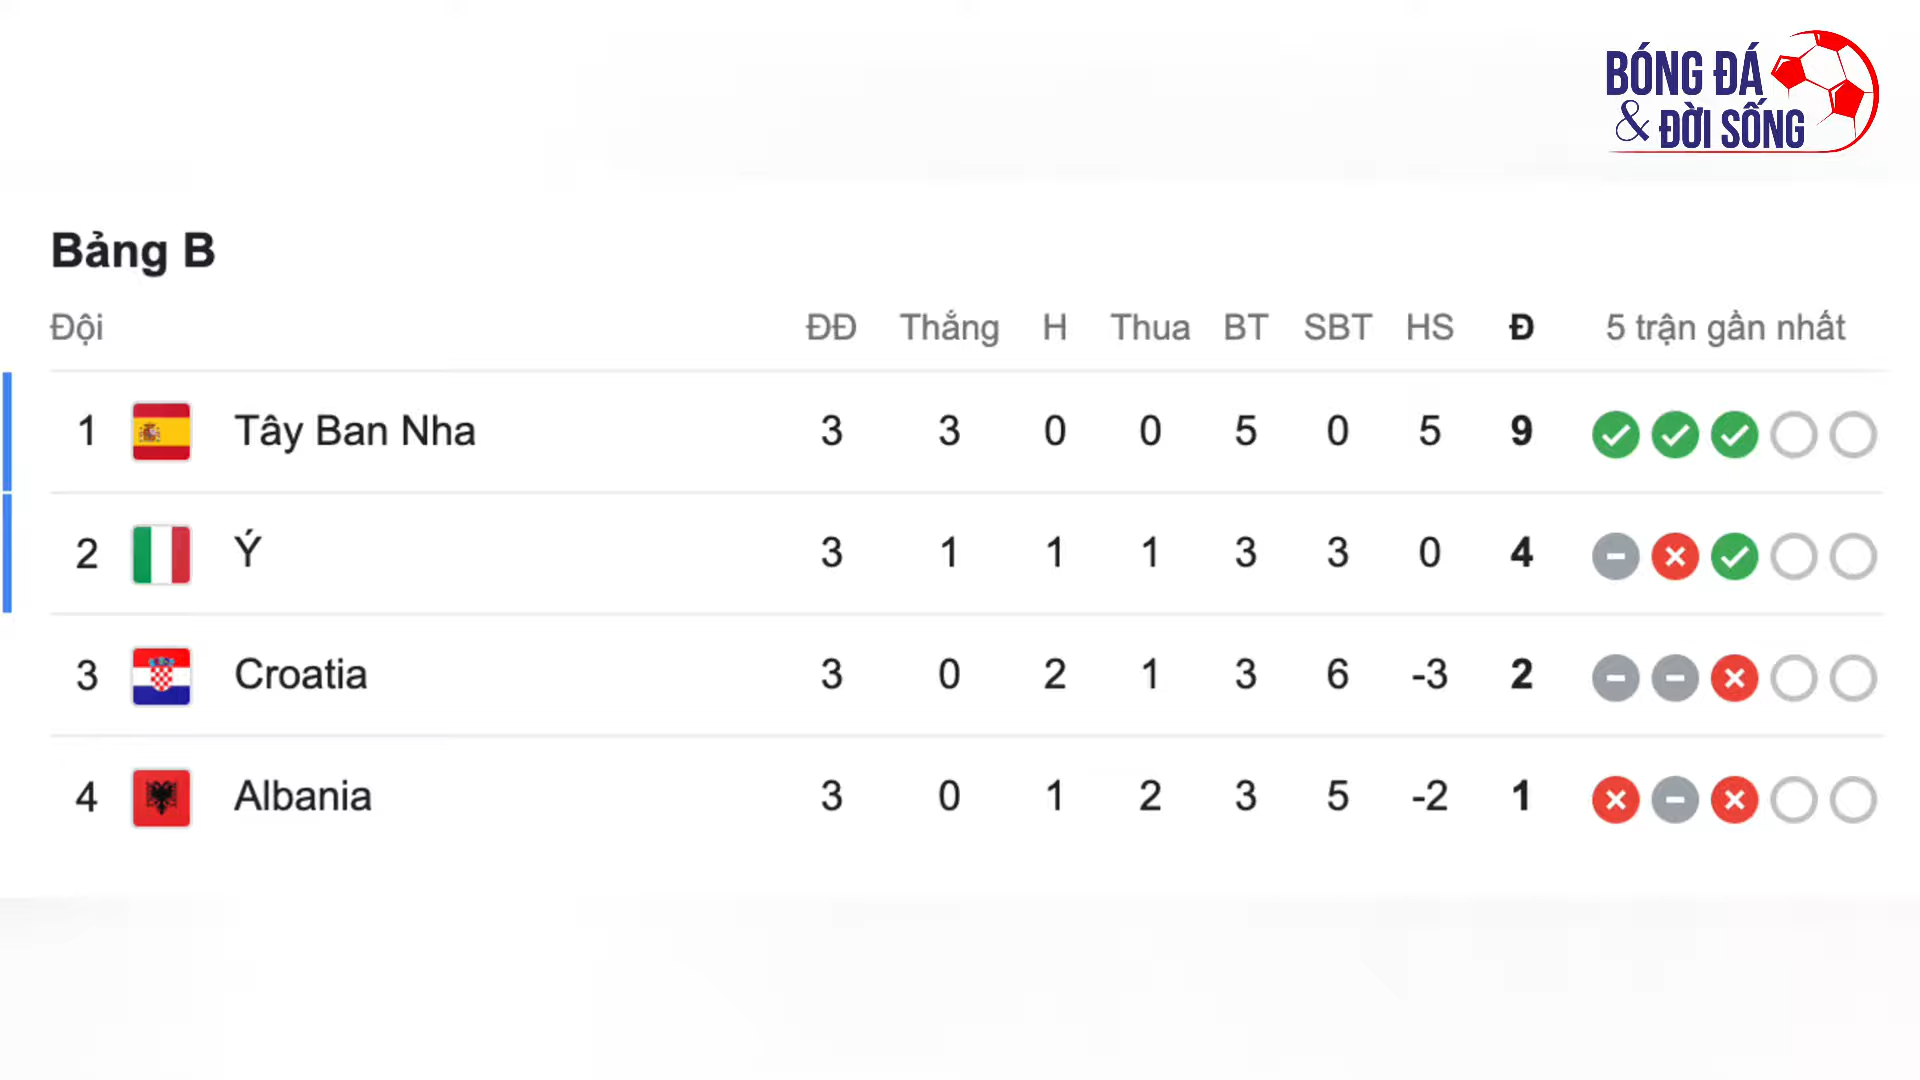 BÓNG ĐÁ
& ĐỜI SỐNG
Bảng B
Đội ĐĐ Thắng H Thua BT SBT HS Đ 5 trận gần nhất
1 Tây Ban Nha 3 3 0 0 5 0 5 9
2 Ý 3 1 1 1 3 3 0 4
3 Croatia 3 0 2 1 3 6 -3 2
4 Albania 3 0 1 2 3 5 -2 1